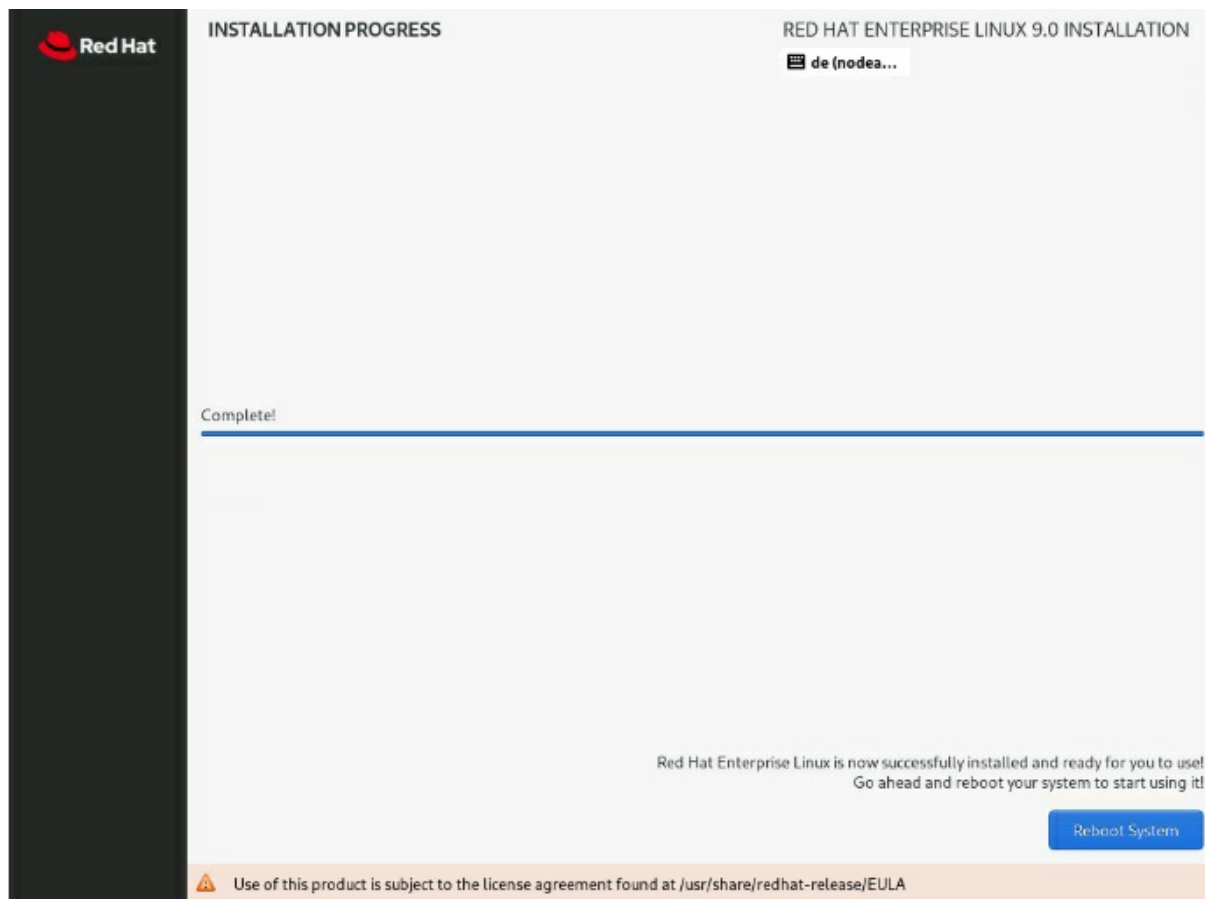 Red Hat
INSTALLATION PROGRESS
RED HAT ENTERPRISE LINUX 9.0 INSTALLATION
de (nodea...
Complete!
Red Hat Enterprise Linux is now successfully installed and ready for you to use!
Go ahead and reboot your system to start using it!
Reboot System
Use of this product is subject to the license agreement found at /usr/share/redhat-release/EULA